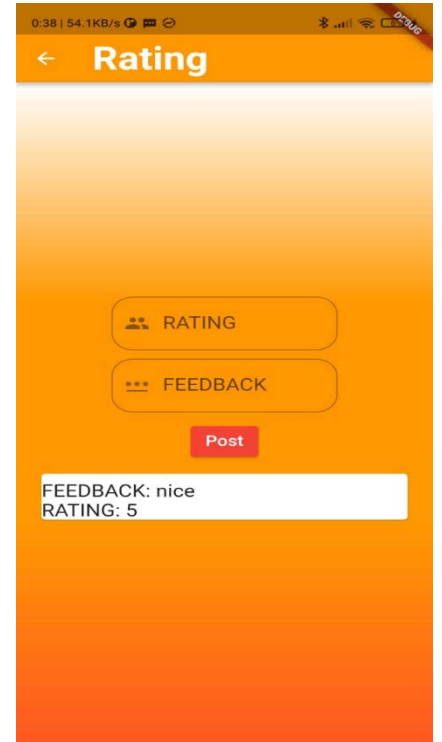 0:38 | 54.1KB/s
DEBUG
Rating
RATING
FEEDBACK
Post
FEEDBACK: nice
RATING: 5